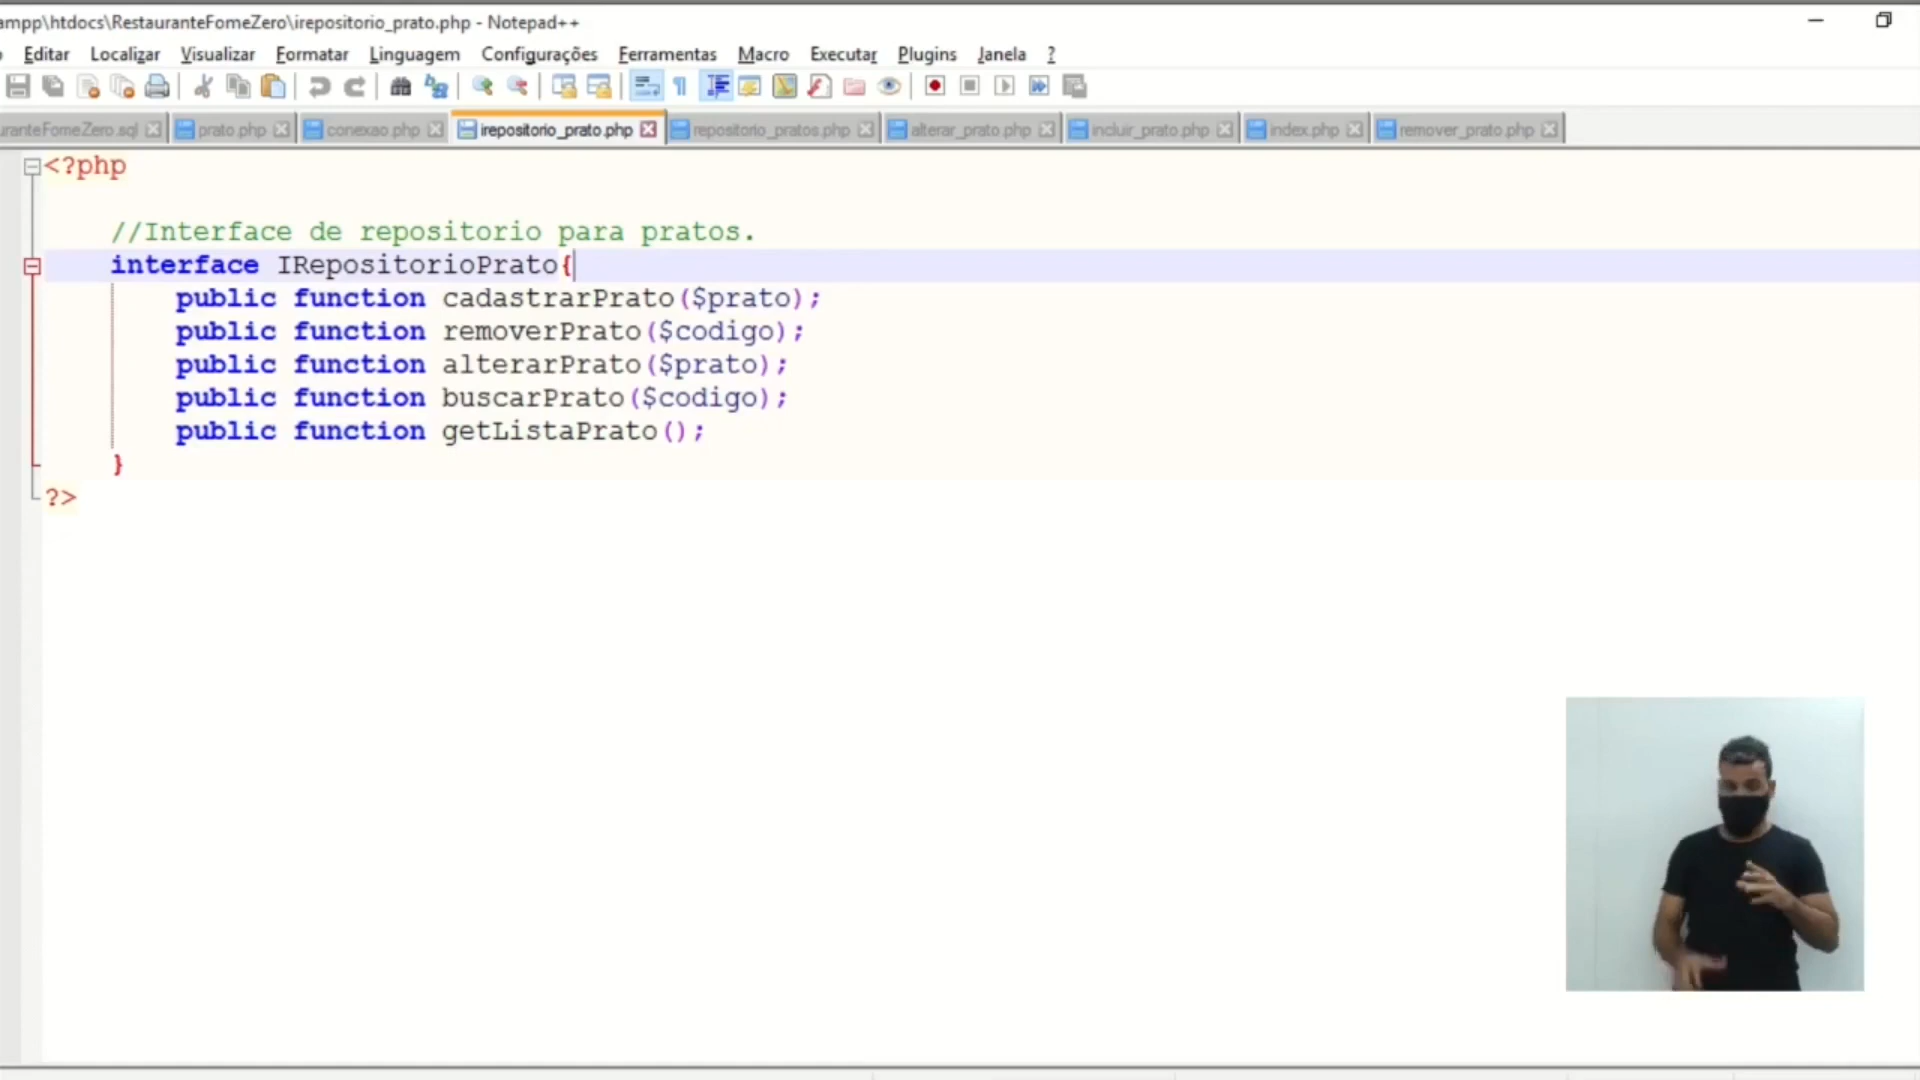 ampp\htdocs\RestauranteFomeZero\irepositorio_prato.php - Notepad++
Editar Localizar Visualizar Formatar Linguagem Configurações Ferramentas Macro Executar Plugins Janela ?
uranteFomeZero.sql prato.php conexao.php irepositorio_prato.php repositorio_pratos.php alterar_prato.php incluir_prato.php index.php remover_prato.php
<?php
//Interface de repositorio para pratos.
interface IRepositorioPrato{
public function cadastrarPrato($prato);
public function removerPrato($codigo);
public function alterarPrato($prato);
public function buscarPrato($codigo);
public function getListaPrato();
}
?>